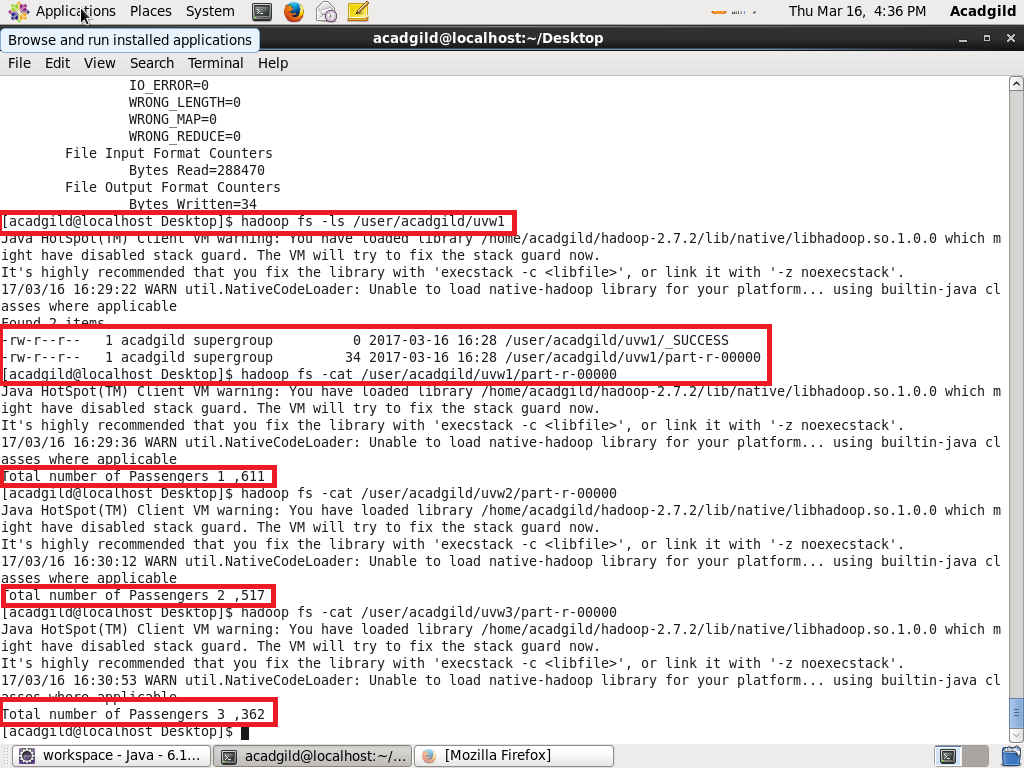 Applications Places System Thu Mar 16, 4:36 PM Acadgild
Browse and run installed applications
acadgild@localhost:~/Desktop
File Edit View Search Terminal Help
IO_ERROR=0
WRONG_LENGTH=0
WRONG_MAP=0
WRONG_REDUCE=0
File Input Format Counters
Bytes Read=288470
File Output Format Counters
Bytes Written=34
[acadgild@localhost Desktop]$ hadoop fs -ls /user/acadgild/uvw1
Java HotSpot(TM) Client VM warning: You have loaded library /home/acadgild/hadoop-2.7.2/lib/native/libhadoop.so.1.0.0 which m
ight have disabled stack guard. The VM will try to fix the stack guard now.
It's highly recommended that you fix the library with 'execstack -c <libfile>', or link it with '-z noexecstack'.
17/03/16 16:29:22 WARN util.NativeCodeLoader: Unable to load native-hadoop library for your platform... using builtin-java cl
asses where applicable
Found 2 items
-rw-r--r-- 1 acadgild supergroup 0 2017-03-16 16:28 /user/acadgild/uvw1/_SUCCESS
-rw-r--r-- 1 acadgild supergroup 34 2017-03-16 16:28 /user/acadgild/uvw1/part-r-00000
[acadgild@localhost Desktop]$ hadoop fs -cat /user/acadgild/uvw1/part-r-00000
Java HotSpot(TM) Client VM warning: You have loaded library /home/acadgild/hadoop-2.7.2/lib/native/libhadoop.so.1.0.0 which m
ight have disabled stack guard. The VM will try to fix the stack guard now.
It's highly recommended that you fix the library with 'execstack -c <libfile>', or link it with '-z noexecstack'.
17/03/16 16:29:36 WARN util.NativeCodeLoader: Unable to load native-hadoop library for your platform... using builtin-java cl
asses where applicable
Total number of Passengers 1 ,611
[acadgild@localhost Desktop]$ hadoop fs -cat /user/acadgild/uvw2/part-r-00000
Java HotSpot(TM) Client VM warning: You have loaded library /home/acadgild/hadoop-2.7.2/lib/native/libhadoop.so.1.0.0 which m
ight have disabled stack guard. The VM will try to fix the stack guard now.
It's highly recommended that you fix the library with 'execstack -c <libfile>', or link it with '-z noexecstack'.
17/03/16 16:30:12 WARN util.NativeCodeLoader: Unable to load native-hadoop library for your platform... using builtin-java cl
asses where applicable
Total number of Passengers 2 ,517
[acadgild@localhost Desktop]$ hadoop fs -cat /user/acadgild/uvw3/part-r-00000
Java HotSpot(TM) Client VM warning: You have loaded library /home/acadgild/hadoop-2.7.2/lib/native/libhadoop.so.1.0.0 which m
ight have disabled stack guard. The VM will try to fix the stack guard now.
It's highly recommended that you fix the library with 'execstack -c <libfile>', or link it with '-z noexecstack'.
17/03/16 16:30:53 WARN util.NativeCodeLoader: Unable to load native-hadoop library for your platform... using builtin-java cl
asses where applicable
Total number of Passengers 3 ,362
[acadgild@localhost Desktop]$
workspace - Java - 6.1... acadgild@localhost:~/... [Mozilla Firefox]